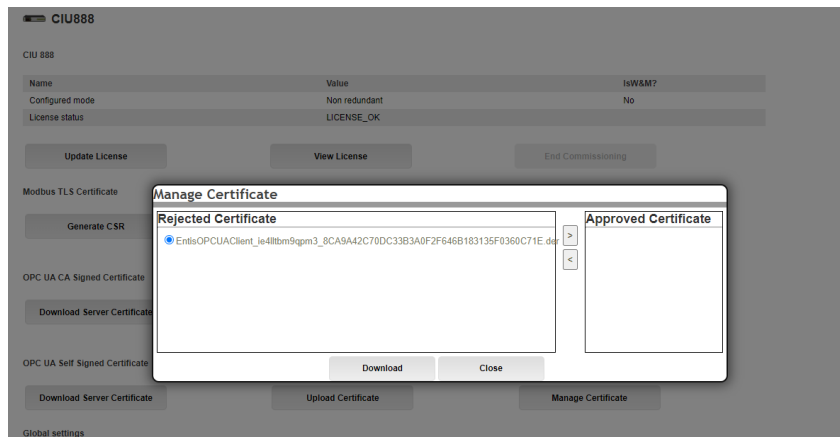 CIU888
CIU 888
Name Value IsW&M?
Configured mode Non redundant No
License status LICENSE_OK
Update License View License End Commissioning
Modbus TLS Certificate
Manage Certificate
Generate CSR
Rejected Certificate
Approved Certificate
EntisOPCUAClient_ie4lltbm9qpm3_8CA9A42C70DC33B3A0F2F646B183135F0360C71E.der
>
<
OPC UA CA Signed Certificate
Download Server Certificate
OPC UA Self Signed Certificate
Download Close
Download Server Certificate Upload Certificate Manage Certificate
Global settings